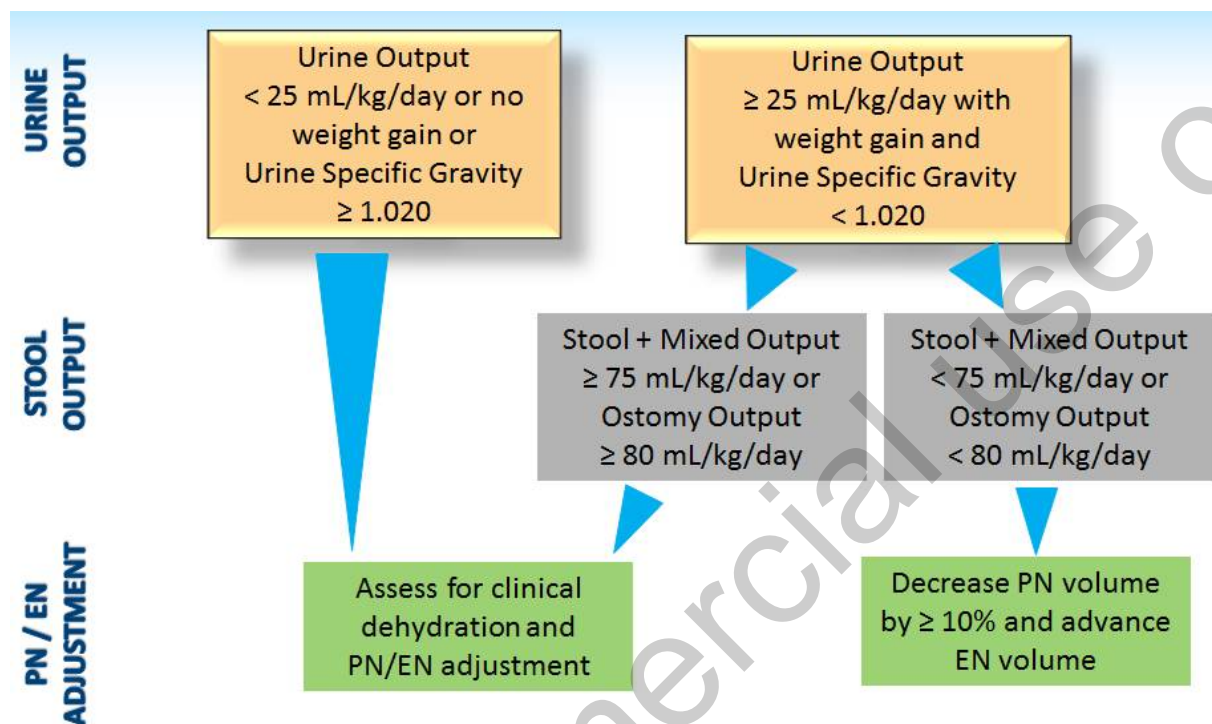 URINE
OUTPUT
Urine Output
< 25 mL/kg/day or no
weight gain or
Urine Specific Gravity
≥ 1.020
Urine Output
≥ 25 mL/kg/day with
weight gain and
Urine Specific Gravity
< 1.020
STOOL
OUTPUT
Stool + Mixed Output
≥ 75 mL/kg/day or
Ostomy Output
≥ 80 mL/kg/day
Stool + Mixed Output
< 75 mL/kg/day or
Ostomy Output
< 80 mL/kg/day
PN / EN
ADJUSTMENT
Assess for clinical
dehydration and
PN/EN adjustment
Decrease PN volume
by ≥ 10% and advance
EN volume
use